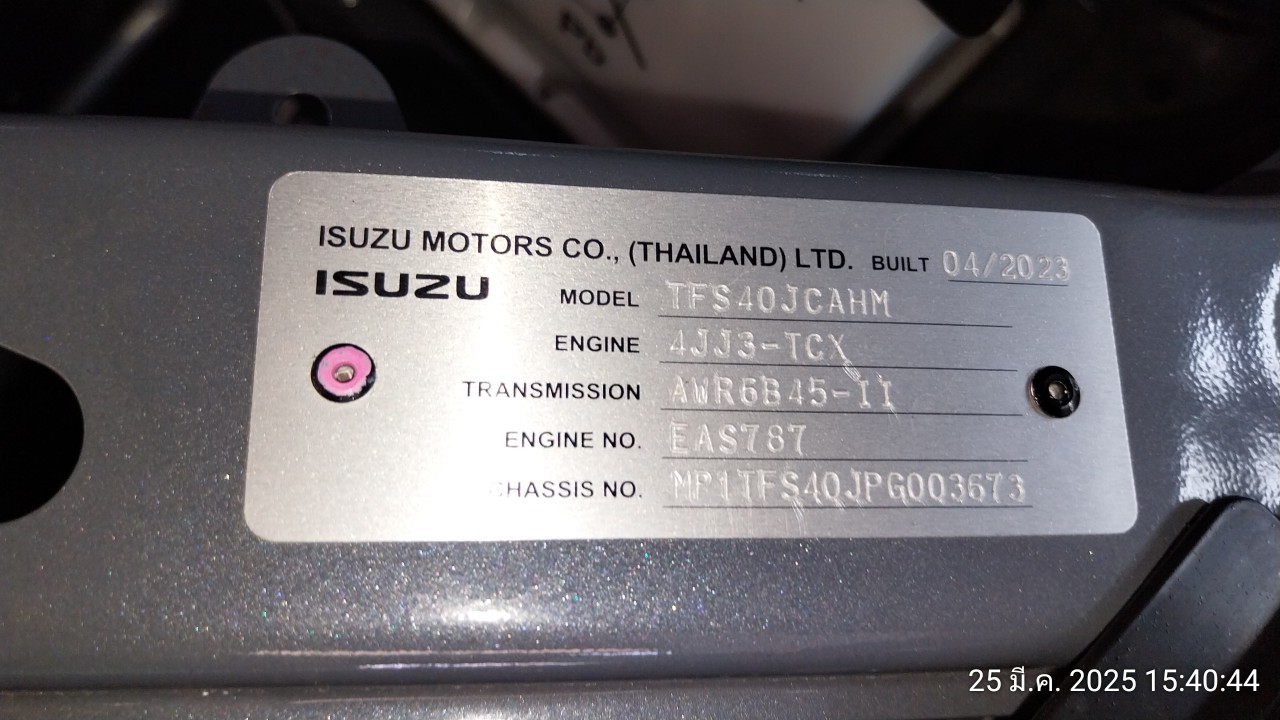 ISUZU MOTORS CO., (THAILAND) LTD. BUILT 04/2023
ISUZU
MODEL TFS40JCAHM
ENGINE 4JJ3-TCX
TRANSMISSION AWR6B45-II
ENGINE NO. EAS787
CHASSIS NO. MP1TFS40JPG003673
25 มี.ค. 2025 15:40:44